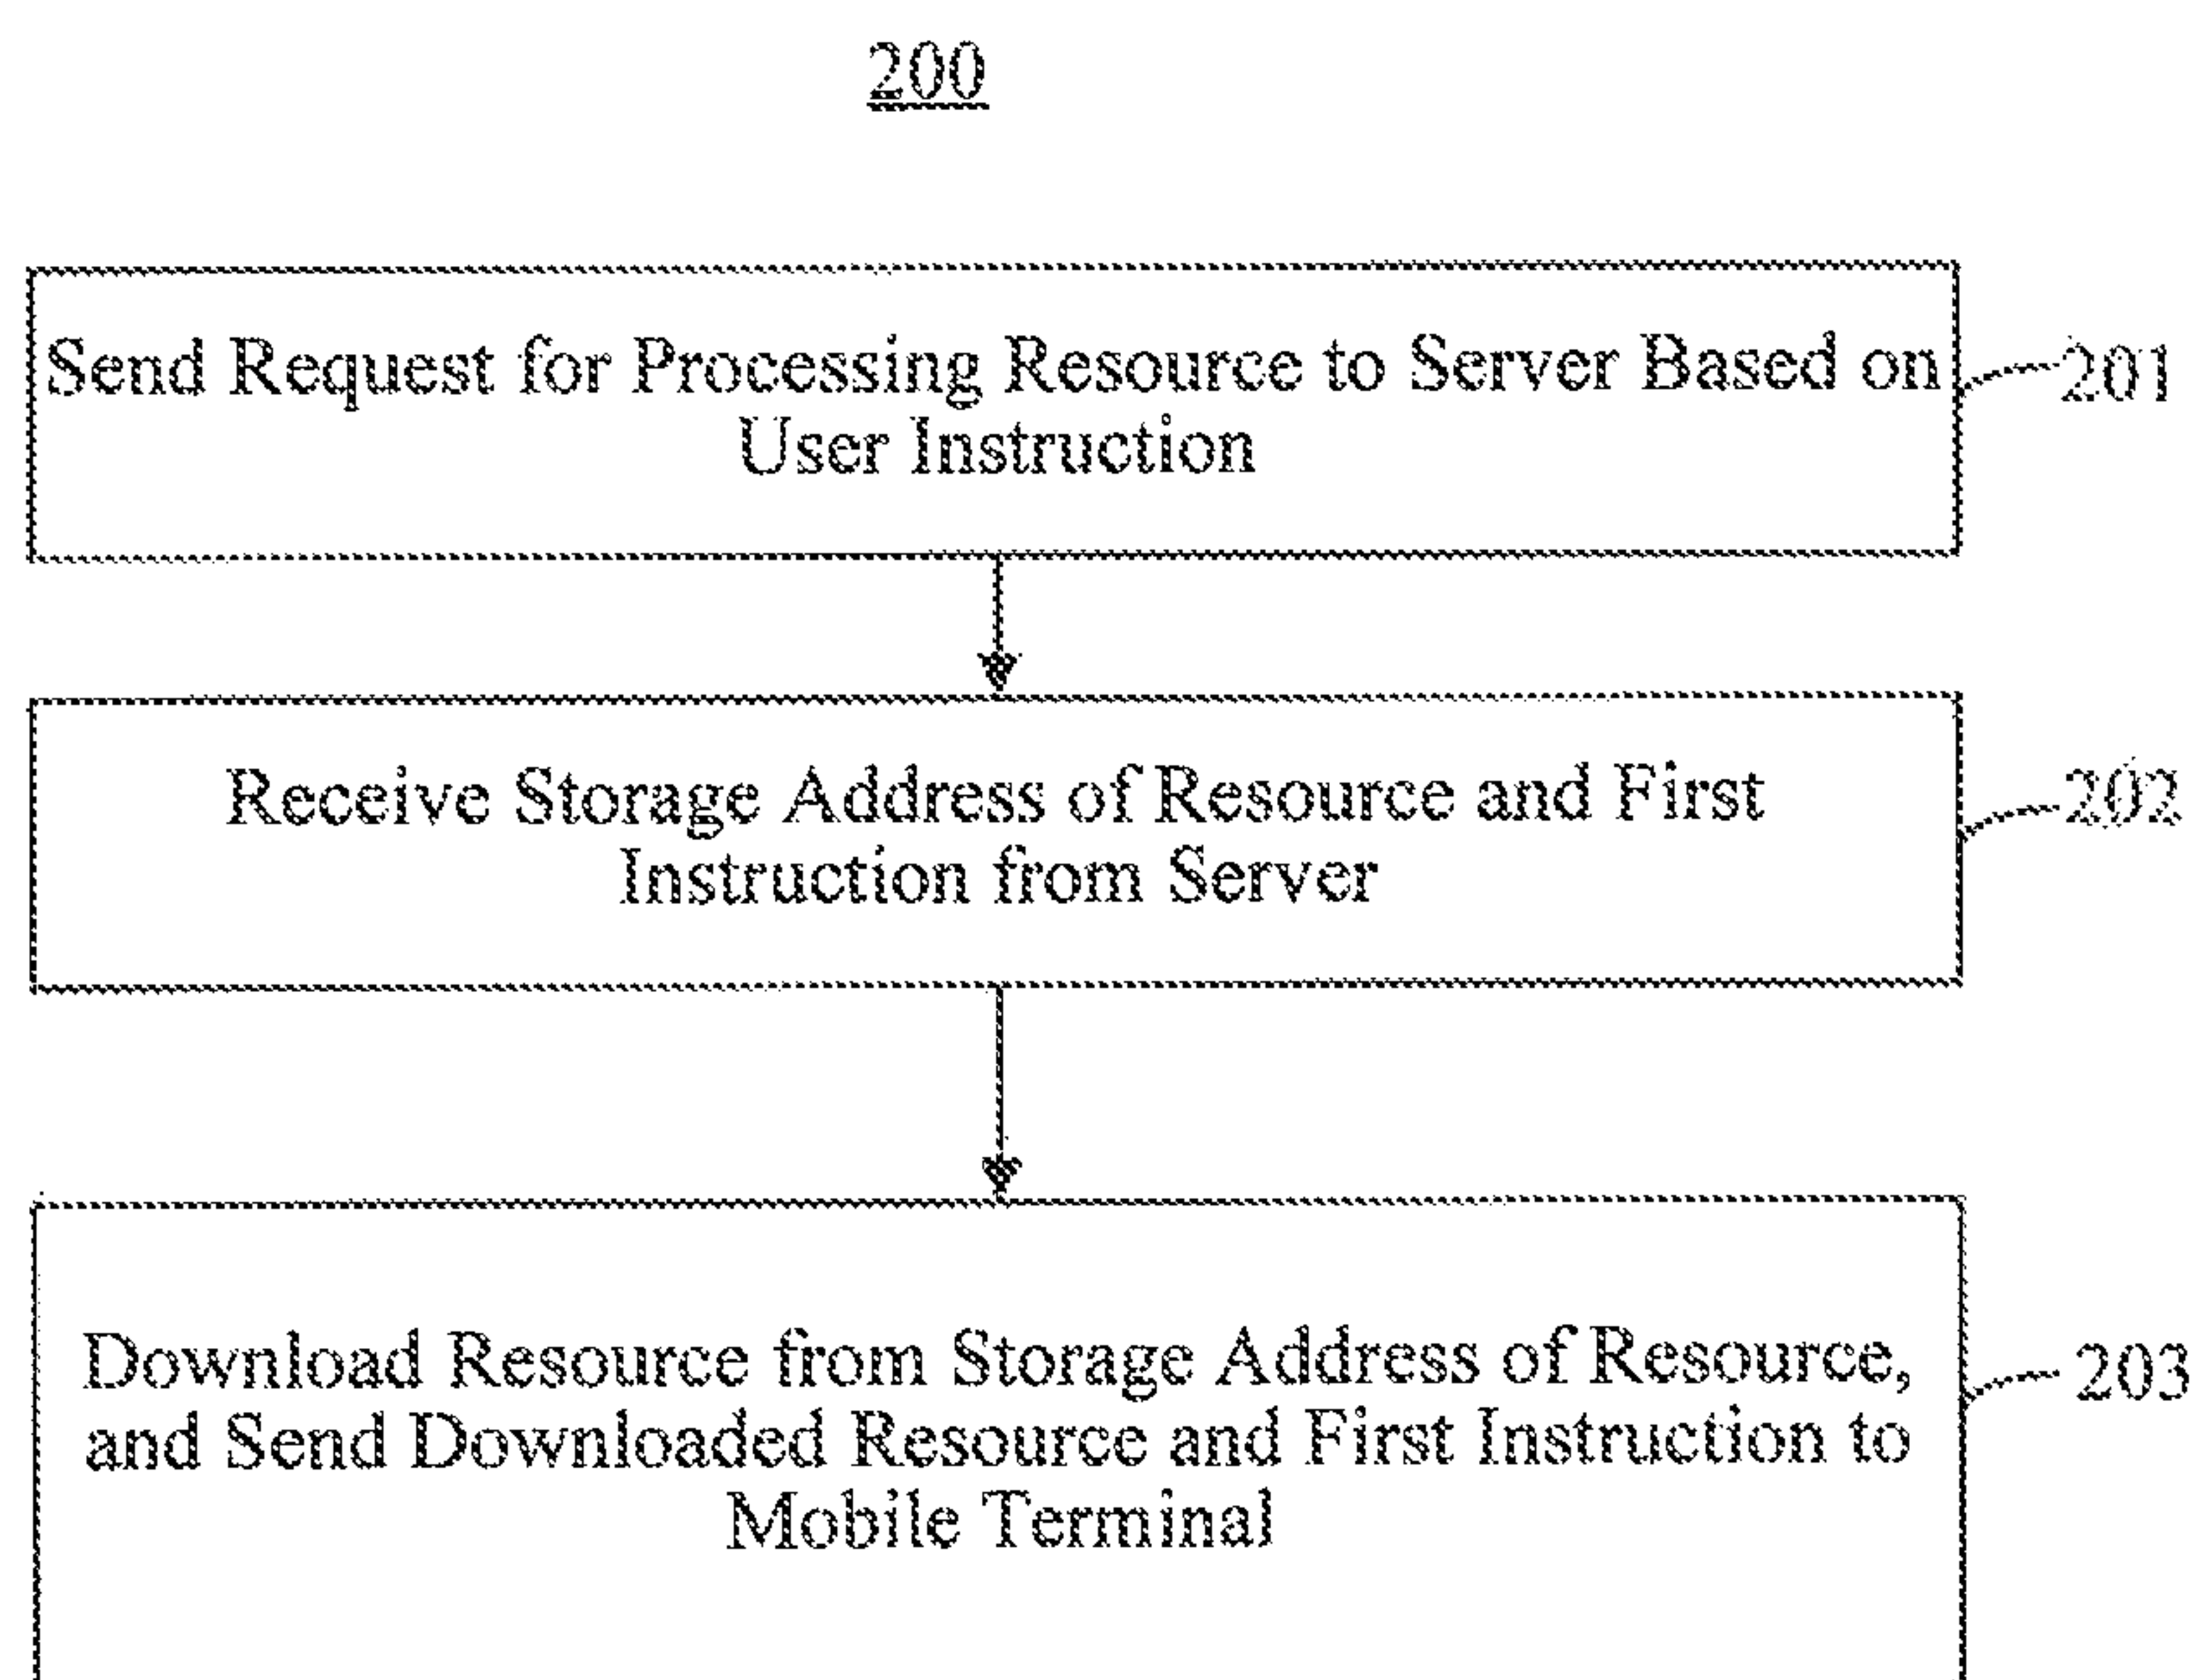 200
Send Request for Processing Resource to Server Based on
User Instruction
201
Receive Storage Address of Resource and First
Instruction from Server
202
Download Resource from Storage Address of Resource,
and Send Downloaded Resource and First Instruction to
Mobile Terminal
203